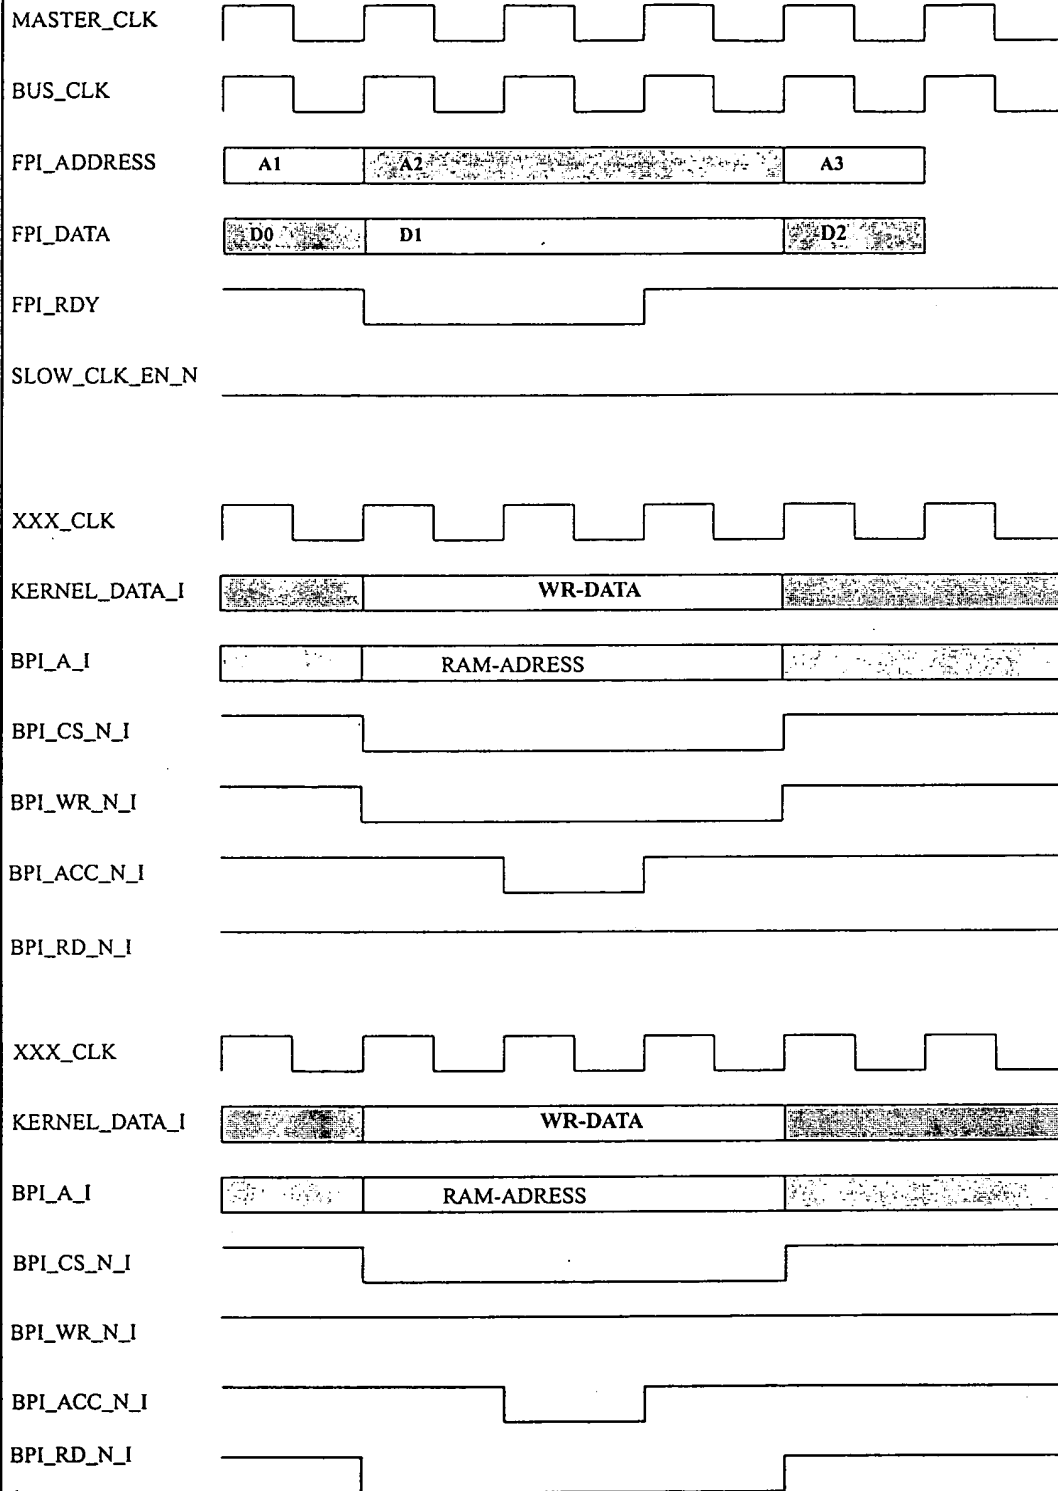 MASTER_CLK
BUS_CLK
FPI_ADDRESS A1 A2 A3
FPI_DATA D0 D1 D2
FPI_RDY
SLOW_CLK_EN_N
XXX_CLK
KERNEL_DATA_I WR-DATA
BPI_A_I RAM-ADRESS
BPI_CS_N_I
BPI_WR_N_I
BPI_ACC_N_I
BPI_RD_N_I
XXX_CLK
KERNEL_DATA_I WR-DATA
BPI_A_I RAM-ADRESS
BPI_CS_N_I
BPI_WR_N_I
BPI_ACC_N_I
BPI_RD_N_I